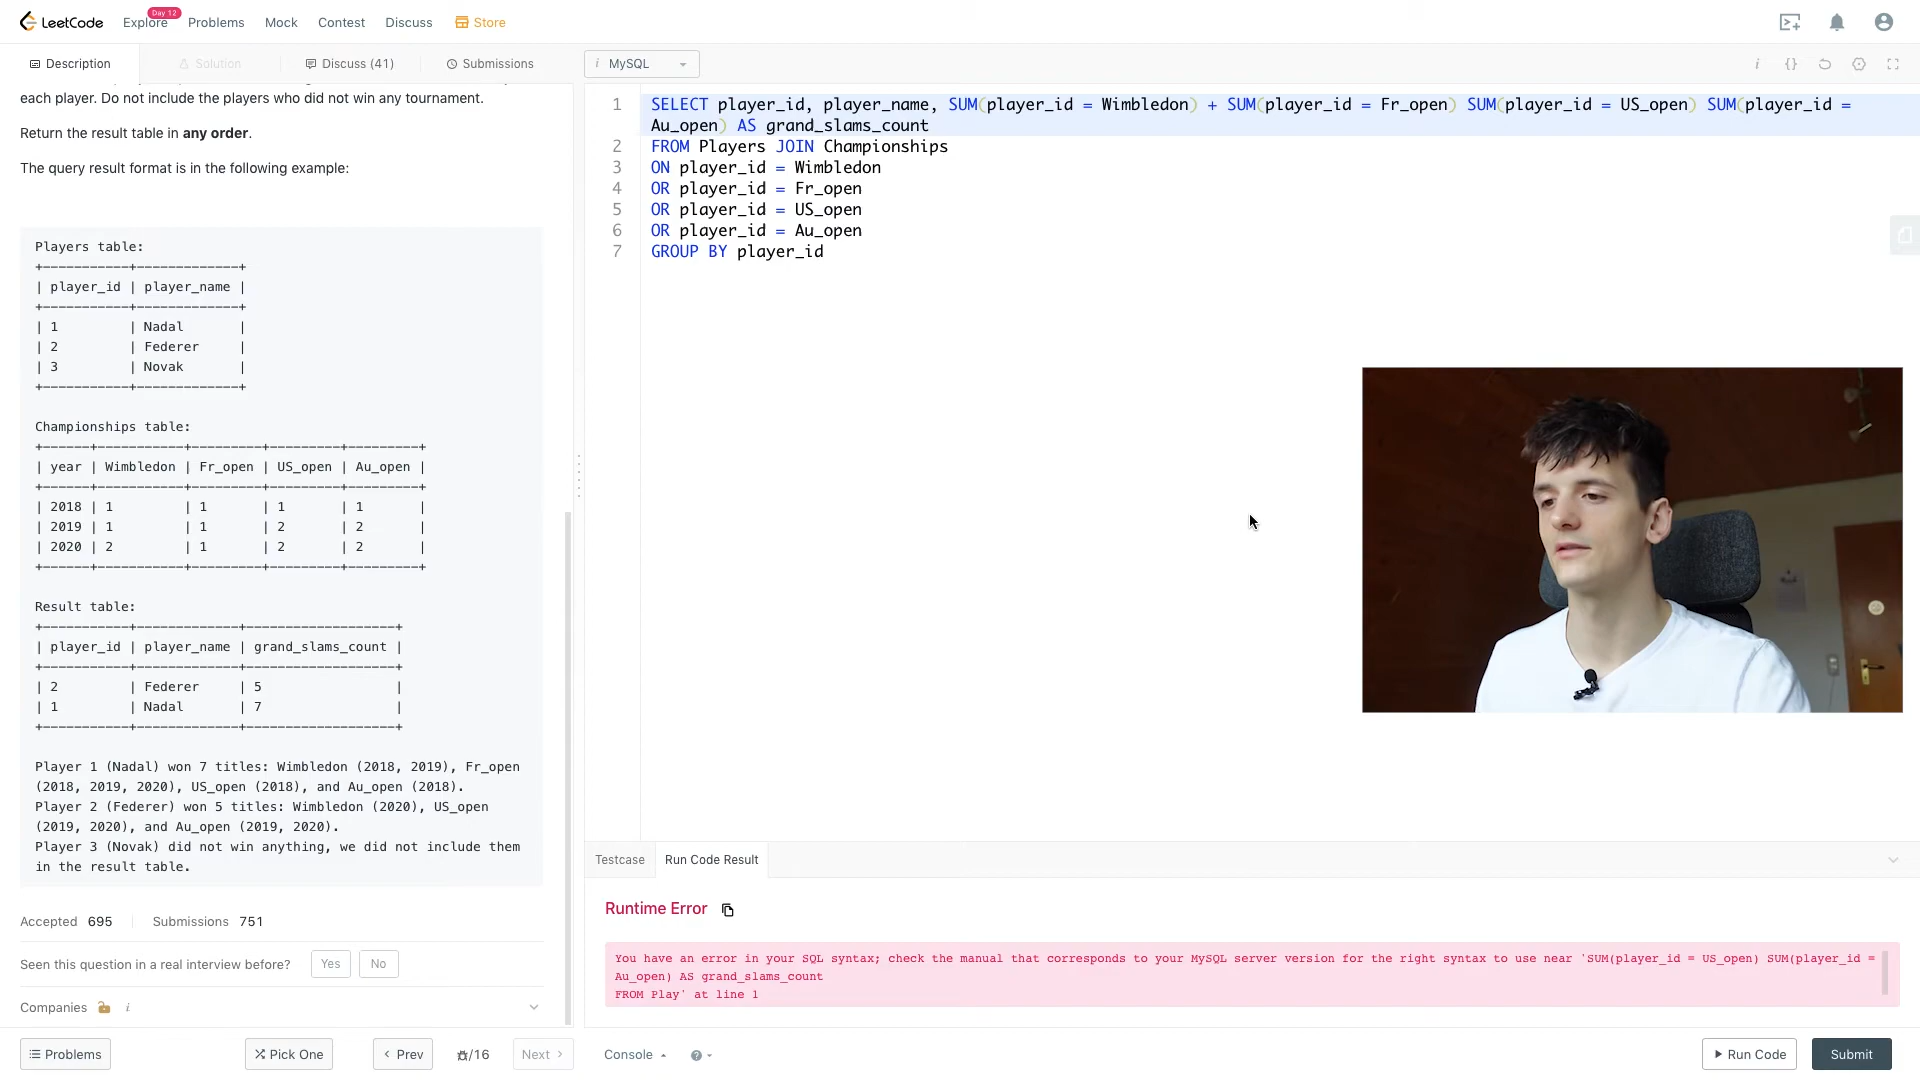 LeetCode
Explore
Day 12
Problems
Mock
Contest
Discuss
Store
Description
Solution
Discuss (41)
Submissions
i MySQL
each player. Do not include the players who did not win any tournament.
Return the result table in any order.
The query result format is in the following example:
Players table:
+-----------+-------------+
| player_id | player_name |
+-----------+-------------+
| 1         | Nadal       |
| 2         | Federer     |
| 3         | Novak       |
+-----------+-------------+
Championships table:
+------+-----------+---------+---------+---------+
| year | Wimbledon | Fr_open | US_open | Au_open |
+------+-----------+---------+---------+---------+
| 2018 | 1         | 1       | 1       | 1       |
| 2019 | 1         | 1       | 2       | 2       |
| 2020 | 2         | 1       | 2       | 2       |
+------+-----------+---------+---------+---------+
Result table:
+-----------+-------------+-------------------+
| player_id | player_name | grand_slams_count |
+-----------+-------------+-------------------+
| 2         | Federer     | 5                 |
| 1         | Nadal       | 7                 |
+-----------+-------------+-------------------+
Player 1 (Nadal) won 7 titles: Wimbledon (2018, 2019), Fr_open
(2018, 2019, 2020), US_open (2018), and Au_open (2018).
Player 2 (Federer) won 5 titles: Wimbledon (2020), US_open
(2019, 2020), and Au_open (2019, 2020).
Player 3 (Novak) did not win anything, we did not include them
in the result table.
Accepted 695
Submissions 751
Seen this question in a real interview before?
Yes
No
Companies
i
Problems
Pick One
< Prev
/16
Next >
1 SELECT player_id, player_name, SUM(player_id = Wimbledon) + SUM(player_id = Fr_open) SUM(player_id = US_open) SUM(player_id =
Au_open) AS grand_slams_count
2 FROM Players JOIN Championships
3 ON player_id = Wimbledon
4 OR player_id = Fr_open
5 OR player_id = US_open
6 OR player_id = Au_open
7 GROUP BY player_id
Testcase
Run Code Result
Runtime Error
You have an error in your SQL syntax; check the manual that corresponds to your MySQL server version for the right syntax to use near 'SUM(player_id = US_open) SUM(player_id =
Au_open) AS grand_slams_count
FROM Play' at line 1
Console
Run Code
Submit